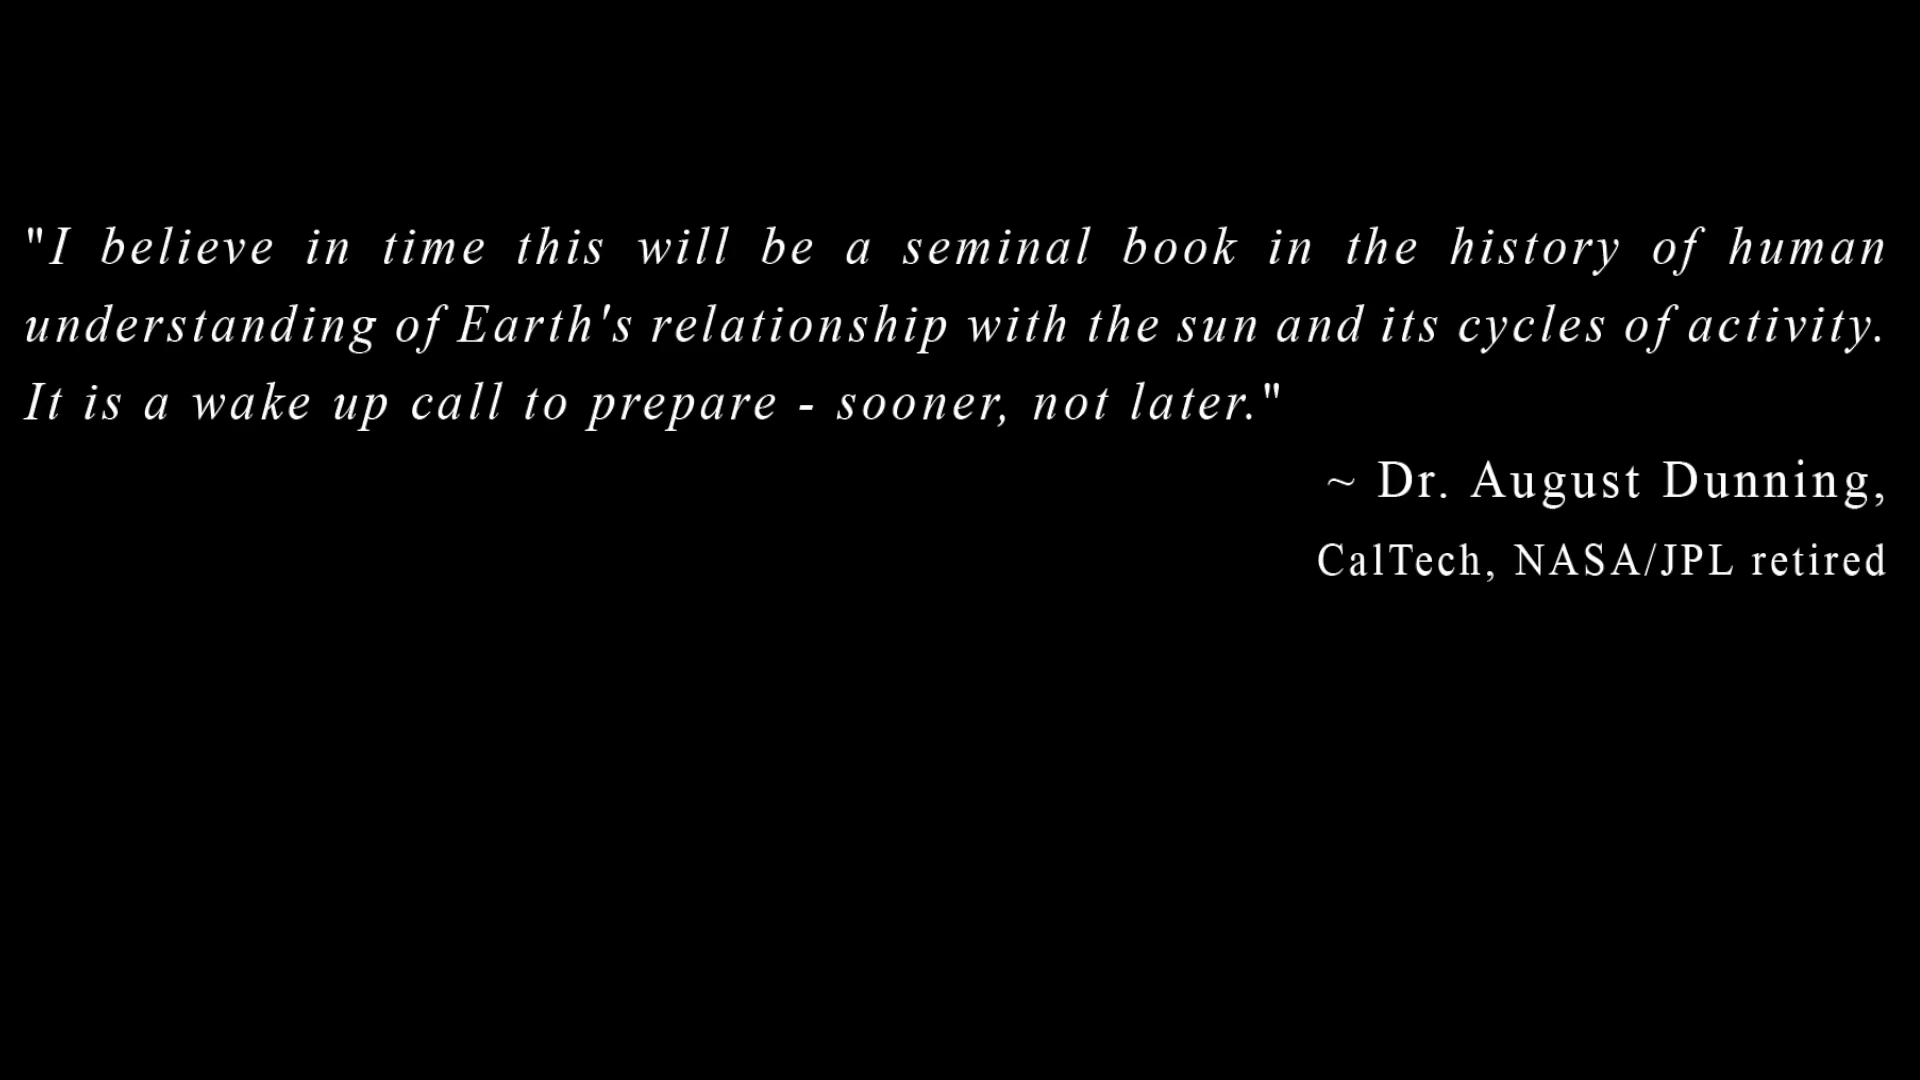 "I believe in time this will be a seminal book in the history of human
understanding of Earth's relationship with the sun and its cycles of activity.
It is a wake up call to prepare - sooner, not later."
~ Dr. August Dunning,
CalTech, NASA/JPL retired